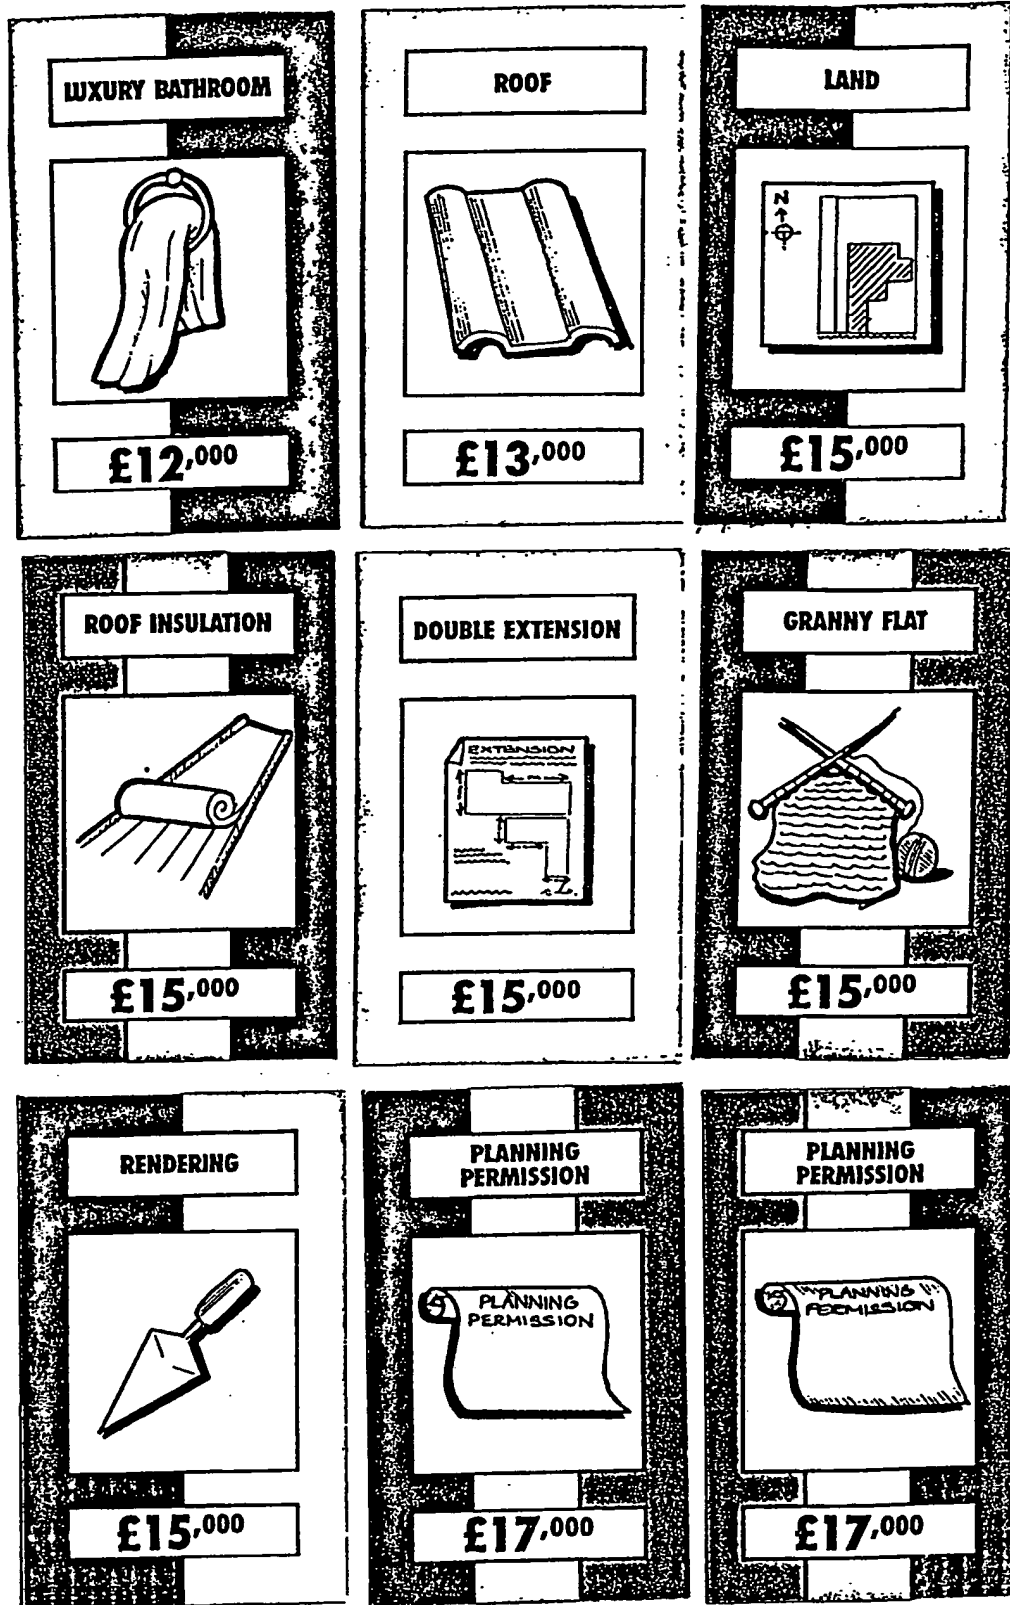 LUXURY BATHROOM
£12,000
ROOF
£13,000
LAND
N
£15,000
ROOF INSULATION
£15,000
DOUBLE EXTENSION
EXTENSION
£15,000
GRANNY FLAT
£15,000
RENDERING
£15,000
PLANNING
PERMISSION
PLANNING
PERMISSION
£17,000
PLANNING
PERMISSION
PLANNING
PERMISSION
£17,000